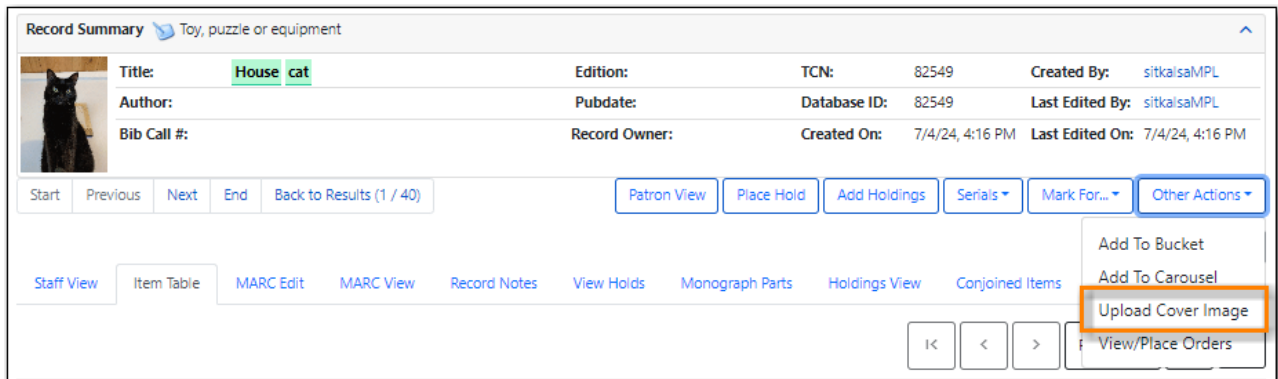 Record Summary Toy, puzzle or equipment
Title: House cat Edition: TCN: 82549 Created By: sitkalsaMPL
Author: Pubdate: Database ID: 82549 Last Edited By: sitkalsaMPL
Bib Call #: Record Owner: Created On: 7/4/24, 4:16 PM Last Edited On: 7/4/24, 4:16 PM
Start Previous Next End Back to Results (1 / 40) Patron View Place Hold Add Holdings Serials Mark For... Other Actions
Add To Bucket
Staff View Item Table MARC Edit MARC View Record Notes View Holds Monograph Parts Holdings View Conjoined Items Add To Carousel
Upload Cover Image
View/Place Orders